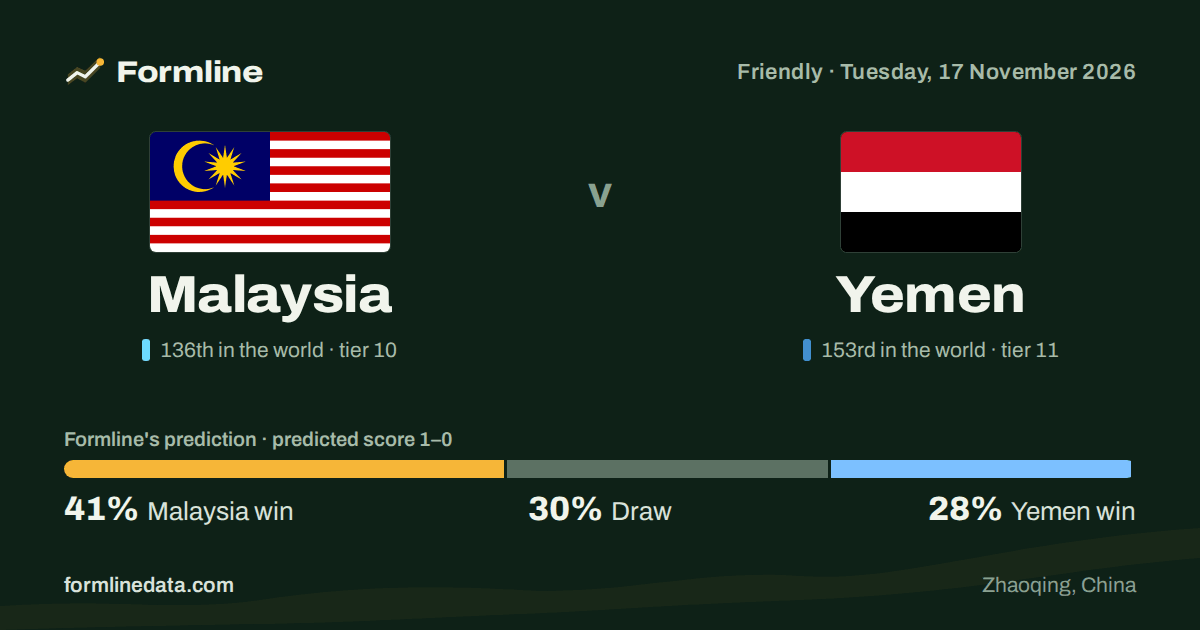 Formline
Friendly · Tuesday, 17 November 2026
v
Malaysia
136th in the world · tier 10
Yemen
153rd in the world · tier 11
Formline's prediction · predicted score 1–0
41% Malaysia win
30% Draw
28% Yemen win
formlinedata.com
Zhaoqing, China